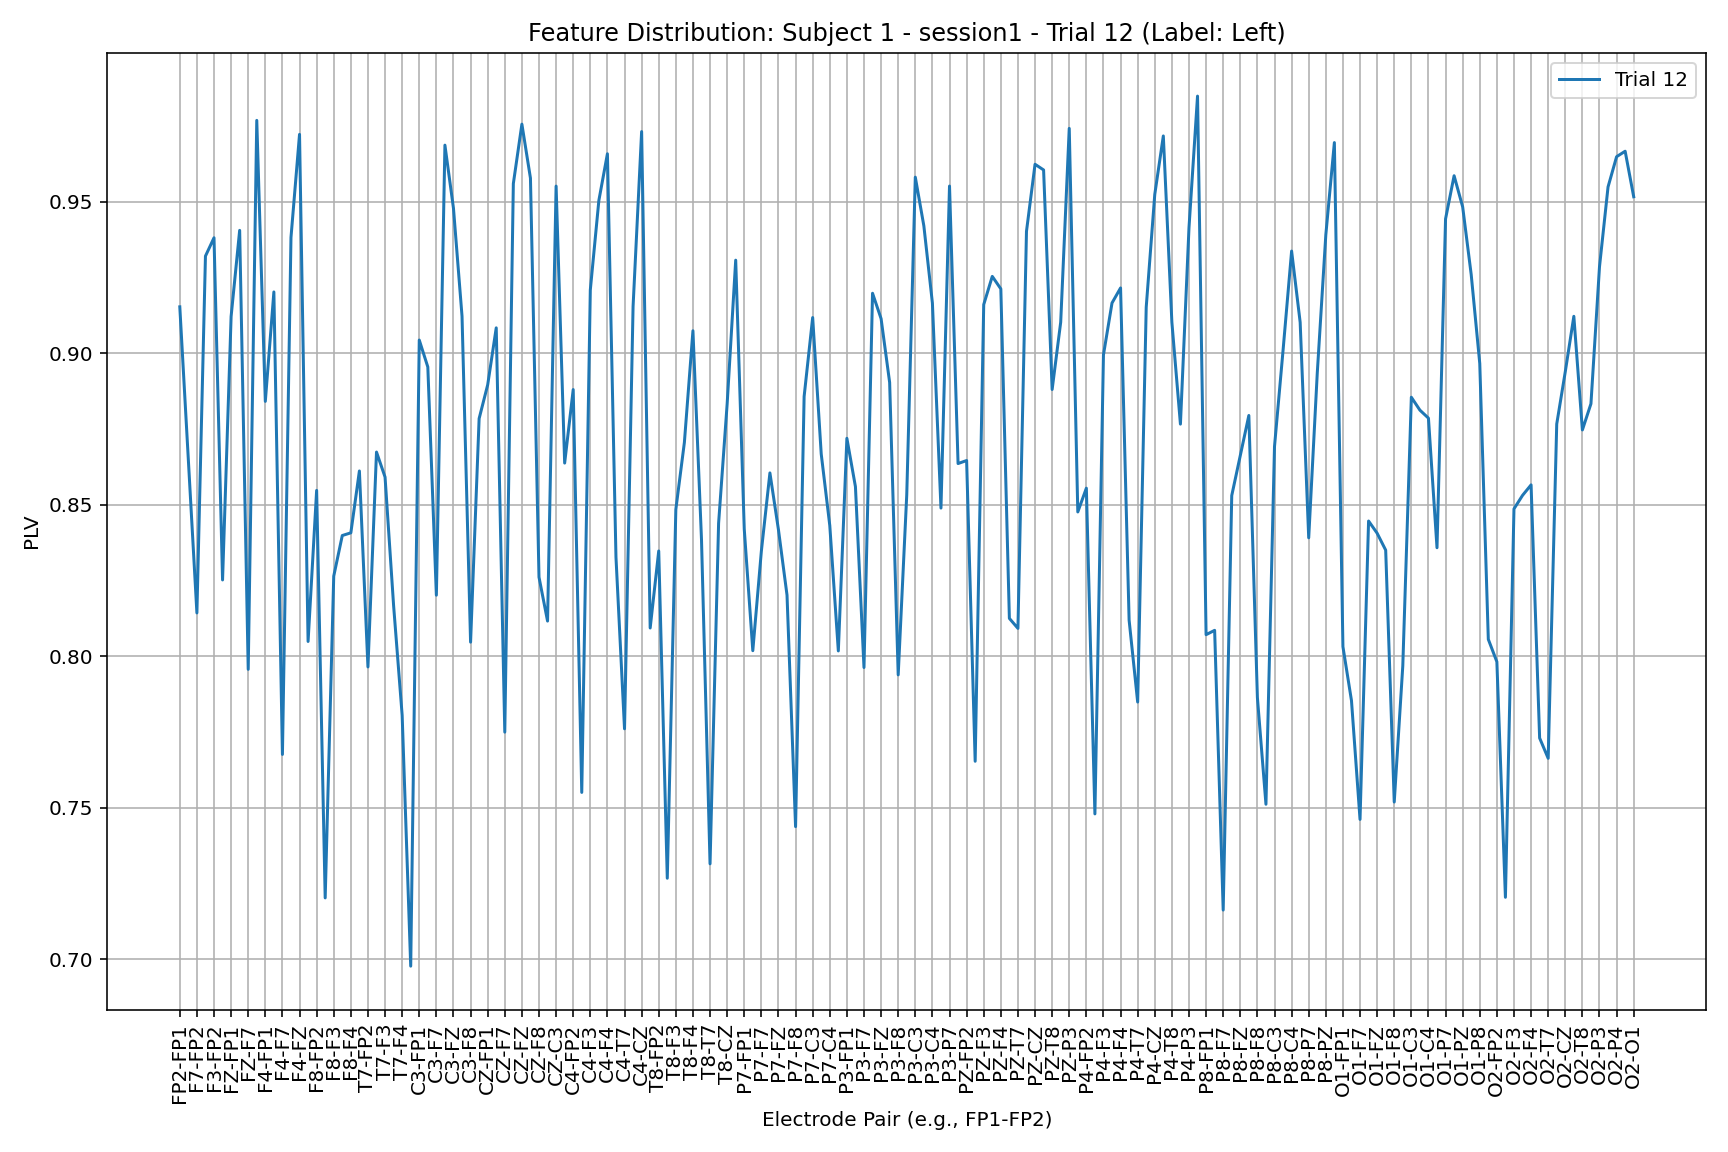 Feature Distribution: Subject 1 - session1 - Trial 12 (Label: Left)
Trial 12
0.95
0.90
0.85
0.80
0.75
0.70
PLV
FP2-FP1
F7-FP2
F3-FP2
FZ-FP1
FZ-F7
F4-FP1
F4-F7
F4-FZ
F8-FP2
F8-F3
F8-F4
T7-FP2
T7-F3
T7-F4
C3-FP1
C3-F7
C3-FZ
C3-F8
CZ-FP1
CZ-F7
CZ-FZ
CZ-F8
CZ-C3
C4-FP2
C4-F3
C4-F4
C4-T7
C4-CZ
T8-FP2
T8-F3
T8-F4
T8-T7
T8-CZ
P7-FP1
P7-F7
P7-FZ
P7-F8
P7-C3
P7-C4
P3-FP1
P3-F7
P3-FZ
P3-F8
P3-C3
P3-C4
P3-P7
PZ-FP2
PZ-F3
PZ-F4
PZ-T7
PZ-CZ
PZ-T8
PZ-P3
P4-FP2
P4-F3
P4-F4
P4-T7
P4-CZ
P4-T8
P4-P3
P8-FP1
P8-F7
P8-FZ
P8-F8
P8-C3
P8-C4
P8-P7
P8-PZ
O1-FP1
O1-F7
O1-FZ
O1-F8
O1-C3
O1-C4
O1-P7
O1-PZ
O1-P8
O2-FP2
O2-F3
O2-F4
O2-T7
O2-CZ
O2-T8
O2-P3
O2-P4
O2-O1
Electrode Pair (e.g., FP1-FP2)